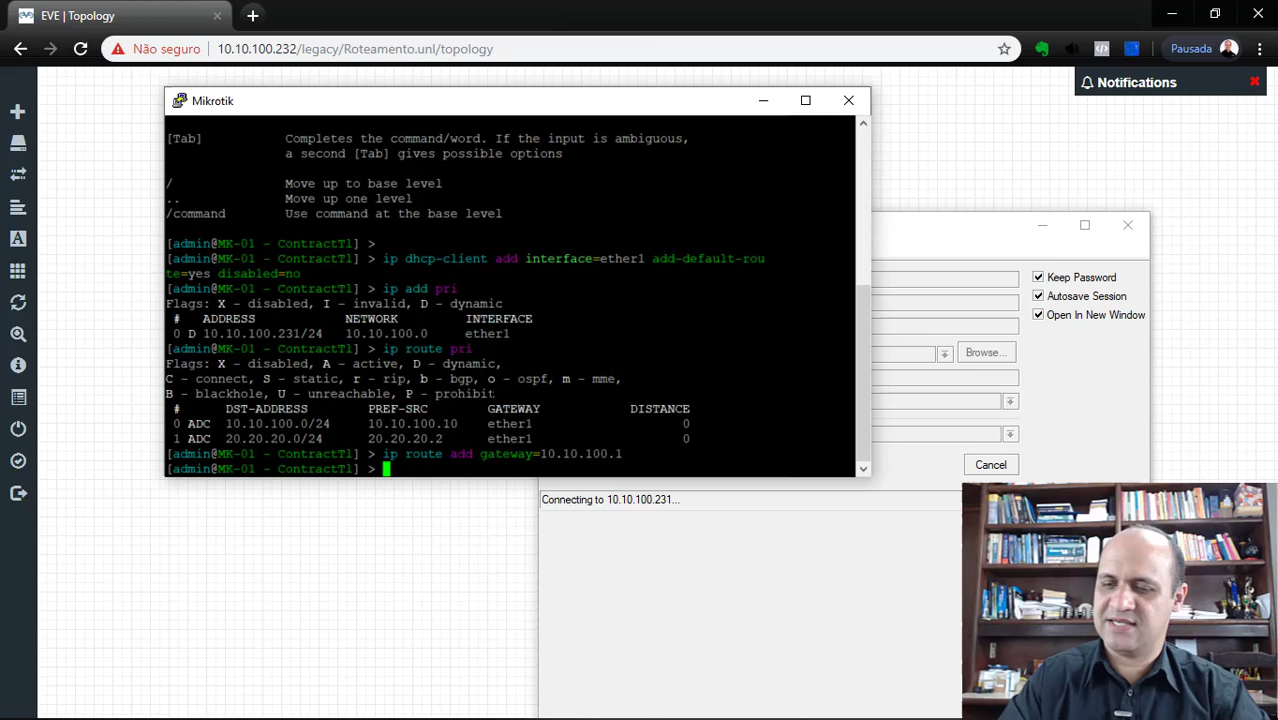 EVE | Topology
Não seguro
10.10.100.232/legacy/Roteamento.unl/topology
Pausada
Notifications
Mikrotik
[Tab] Completes the command/word. If the input is ambiguous,
a second [Tab] gives possible options
/ Move up to base level
.. Move up one level
/command Use command at the base level
[admin@MK-01 - ContractTl] >
[admin@MK-01 - ContractTl] > ip dhcp-client add interface=ether1 add-default-rou
te=yes disabled=no
[admin@MK-01 - ContractTl] > ip add pri
Flags: X - disabled, I - invalid, D - dynamic
# ADDRESS NETWORK INTERFACE
0 D 10.10.100.231/24 10.10.100.0 ether1
[admin@MK-01 - ContractTl] > ip route pri
Flags: X - disabled, A - active, D - dynamic,
C - connect, S - static, r - rip, b - bgp, o - ospf, m - mme,
B - blackhole, U - unreachable, P - prohibit
# DST-ADDRESS PREF-SRC GATEWAY DISTANCE
0 ADC 10.10.100.0/24 10.10.100.10 ether1 0
1 ADC 20.20.20.0/24 20.20.20.2 ether1 0
[admin@MK-01 - ContractTl] > ip route add gateway=10.10.100.1
[admin@MK-01 - ContractTl] >
Keep Password
Autosave Session
Open In New Window
Browse...
Cancel
Connecting to 10.10.100.231...